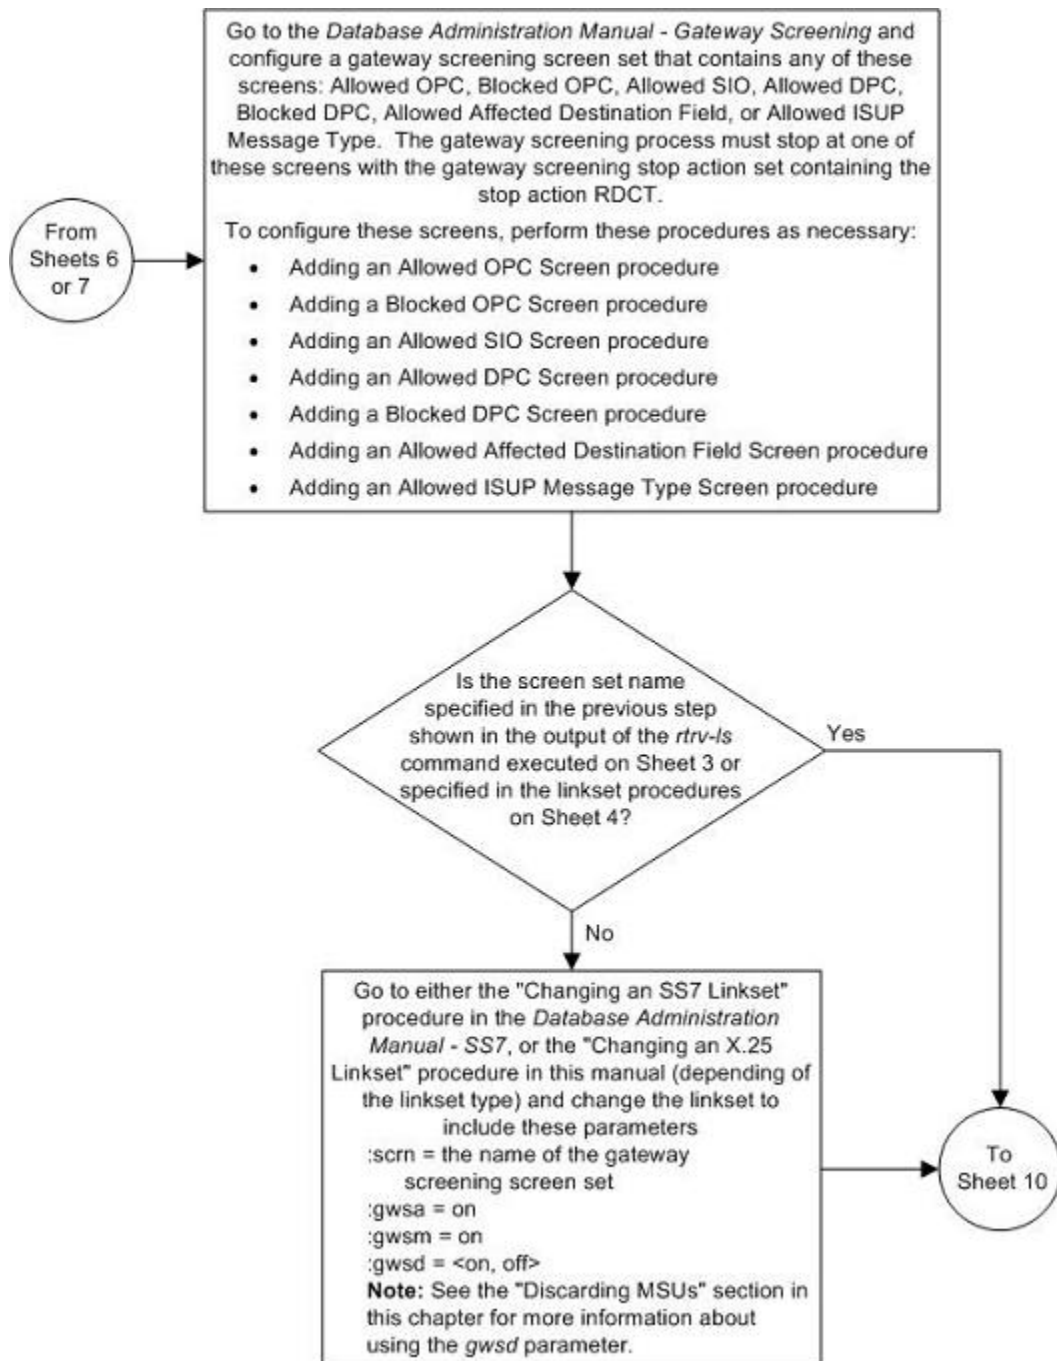 Go to the Database Administration Manual - Gateway Screening and
configure a gateway screening screen set that contains any of these
screens: Allowed OPC, Blocked OPC, Allowed SIO, Allowed DPC,
Blocked DPC, Allowed Affected Destination Field, or Allowed ISUP
Message Type. The gateway screening process must stop at one of
these screens with the gateway screening stop action set containing the
stop action RDCT.
From
Sheets 6
or 7
To configure these screens, perform these procedures as necessary:
• Adding an Allowed OPC Screen procedure
• Adding a Blocked OPC Screen procedure
• Adding an Allowed SIO Screen procedure
• Adding an Allowed DPC Screen procedure
• Adding a Blocked DPC Screen procedure
• Adding an Allowed Affected Destination Field Screen procedure
• Adding an Allowed ISUP Message Type Screen procedure
Is the screen set name
specified in the previous step
shown in the output of the rtrv-ls
command executed on Sheet 3 or
specified in the linkset procedures
on Sheet 4?
Yes
No
Go to either the "Changing an SS7 Linkset"
procedure in the Database Administration
Manual - SS7, or the "Changing an X.25
Linkset" procedure in this manual (depending of
the linkset type) and change the linkset to
include these parameters
:scrn = the name of the gateway
screening screen set
:gwsa = on
:gwsm = on
:gwsd = <on, off>
Note: See the "Discarding MSUs" section in
this chapter for more information about
using the gwsd parameter.
To
Sheet 10